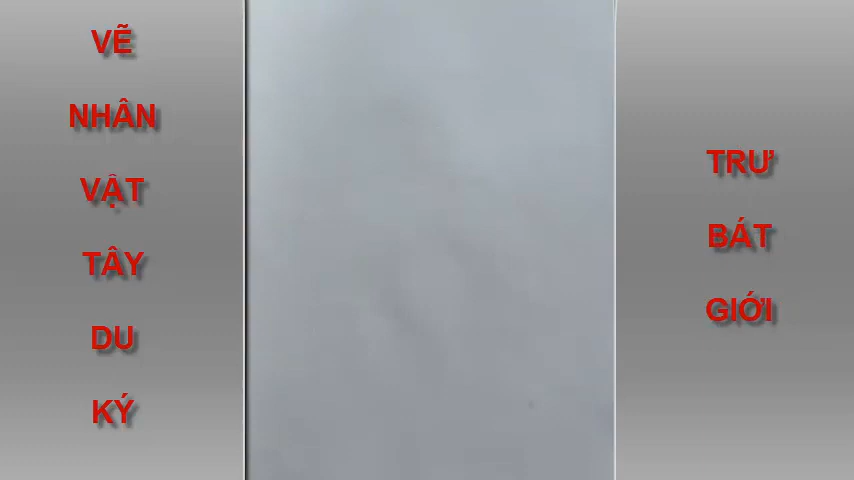 VẼ
NHÂN
VẬT
TÂY
DU
KÝ
TRƯ
BÁT
GIỚI